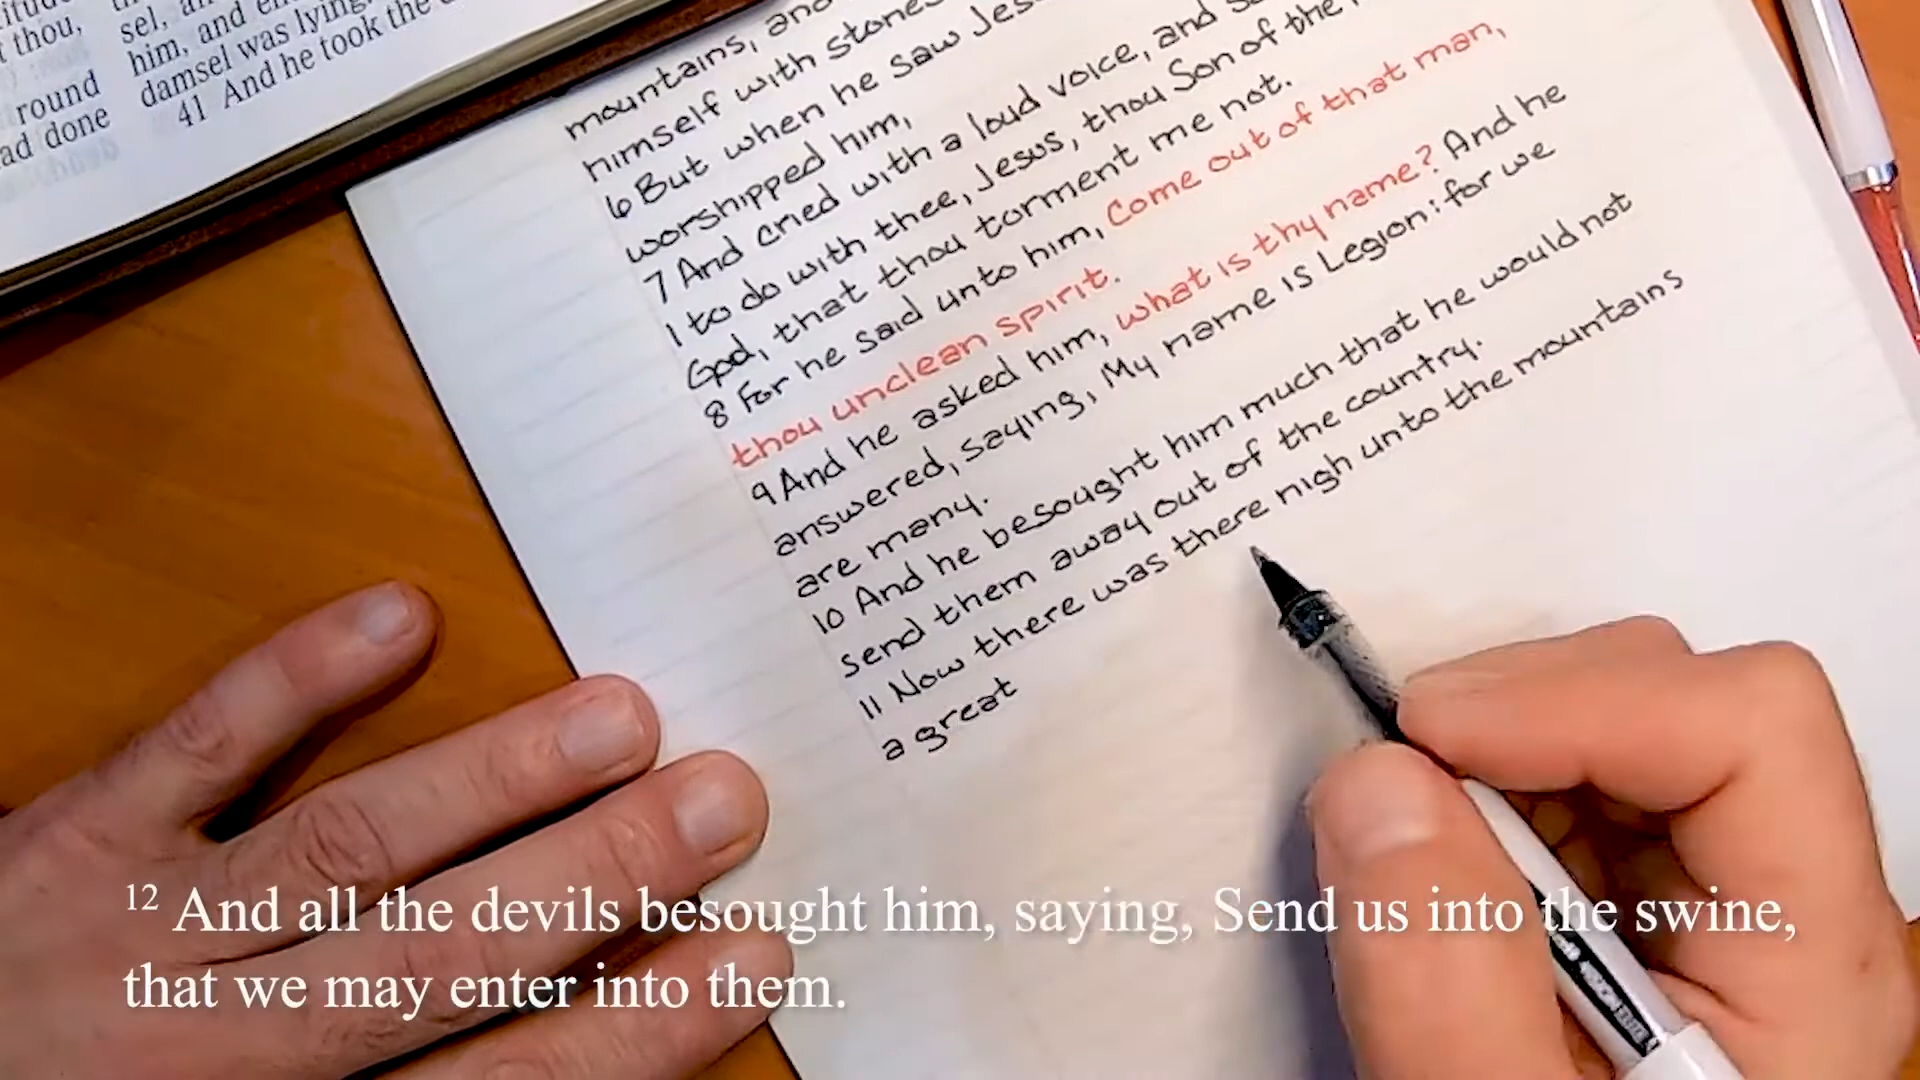 thou,
round
ad done
sel,
him, and
damsel was lying.
41 And he took the
mountains, and
himself with stones
6 But when he saw
worshipped him,
7 And cried with a loud voice, and
I to do with thee, Jesus, thou Son of the
God, that thou torment me not.
8 For he said unto him, Come out of that man,
thou unclean spirit.
9 And he asked him, what is thy name? And he
answered, saying, My name is Legion: for we
are many.
10 And he besought him much that he would not
send them away out of the country.
11 Now there was there nigh unto the mountains
a great
12 And all the devils besought him, saying, Send us into the swine,
that we may enter into them.